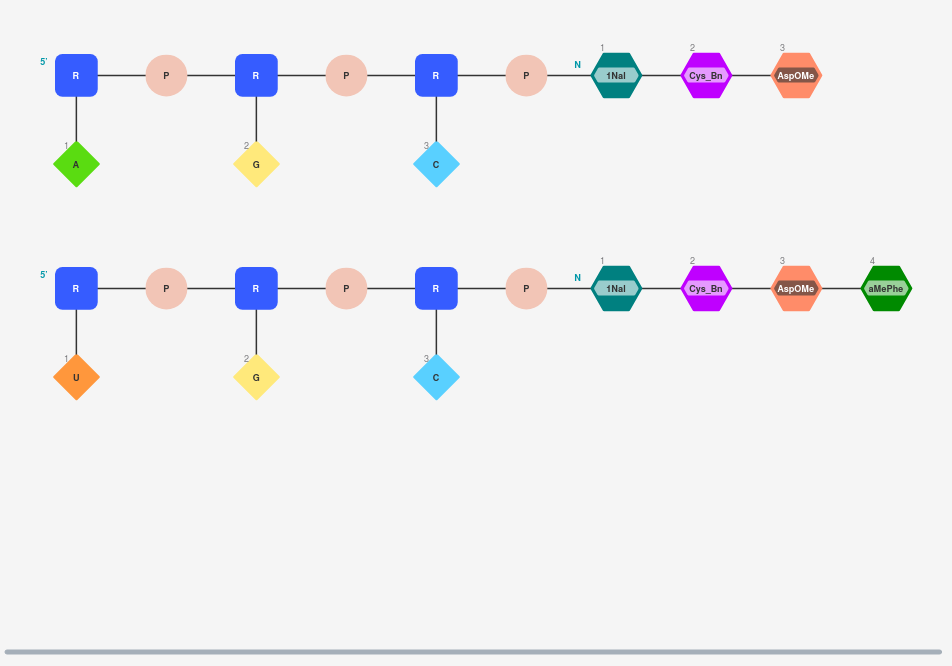 1 2 3
5' R P R P R P N 1Nal Cys_Bn AspOMe
1 2 3
A G C
1 2 3 4
5' R P R P R P N 1Nal Cys_Bn AspOMe aMePhe
1 2 3
U G C